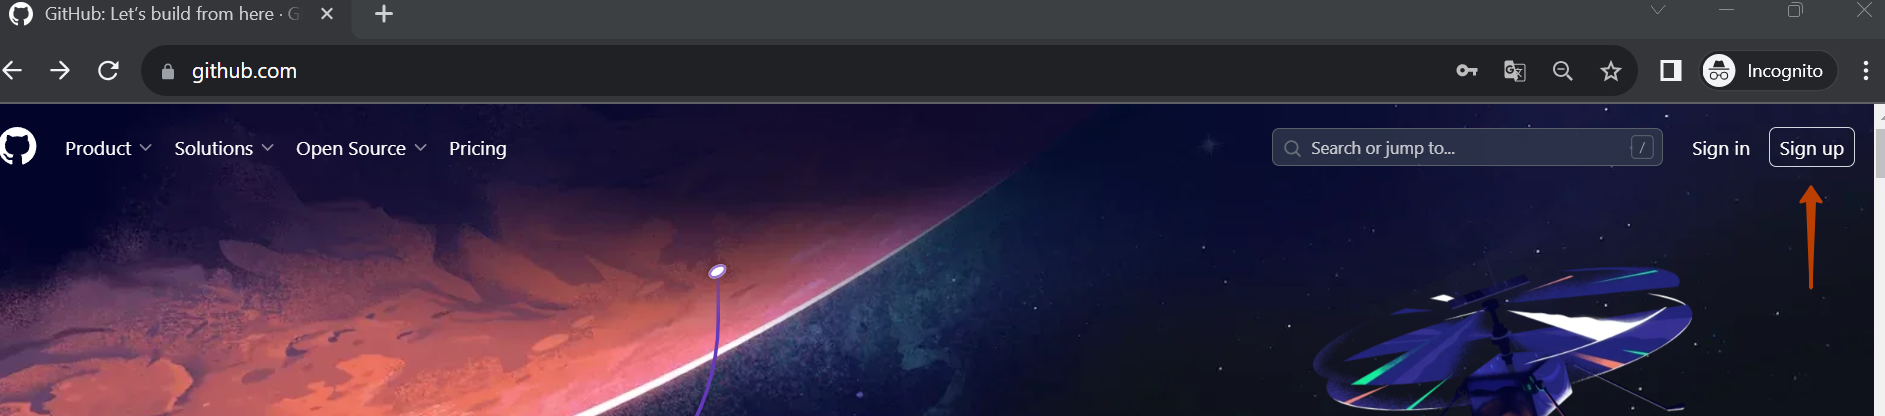 GitHub: Let's build from here · G
github.com
Incognito
Product Solutions Open Source Pricing Search or jump to... / Sign in Sign up